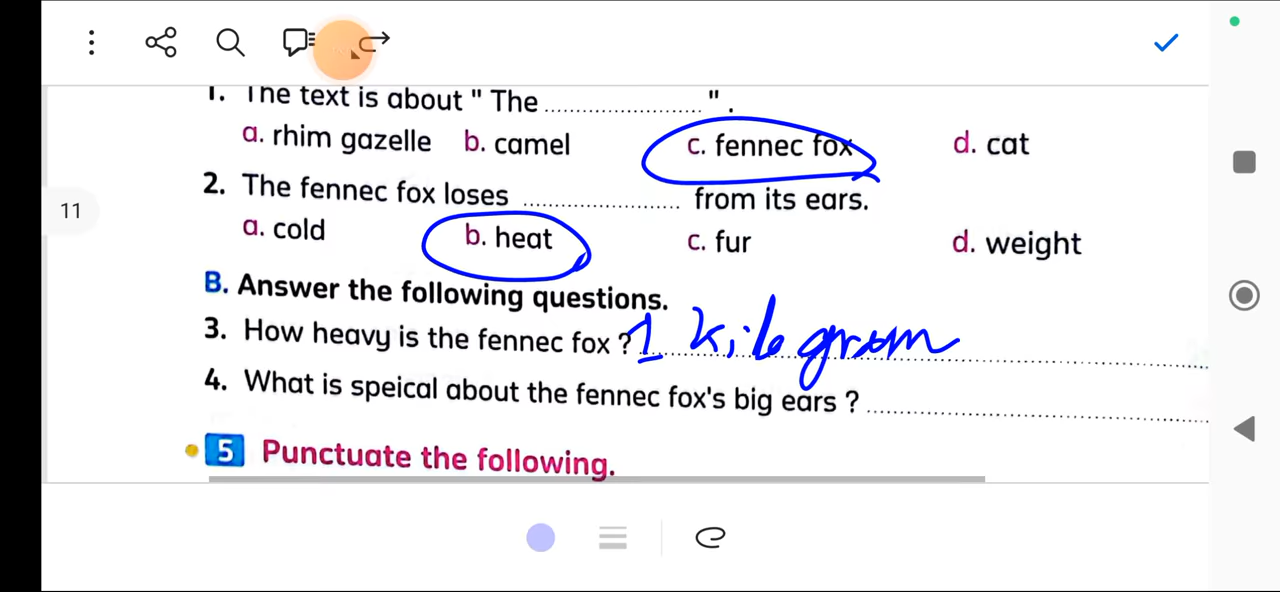 1. The text is about " The .................... " .
a. rhim gazelle b. camel c. fennec fox d. cat
2. The fennec fox loses .................... from its ears.
a. cold b. heat c. fur d. weight
11
B. Answer the following questions.
3. How heavy is the fennec fox ? 1 kilogram
4. What is speical about the fennec fox's big ears ? ....................
5 Punctuate the following.